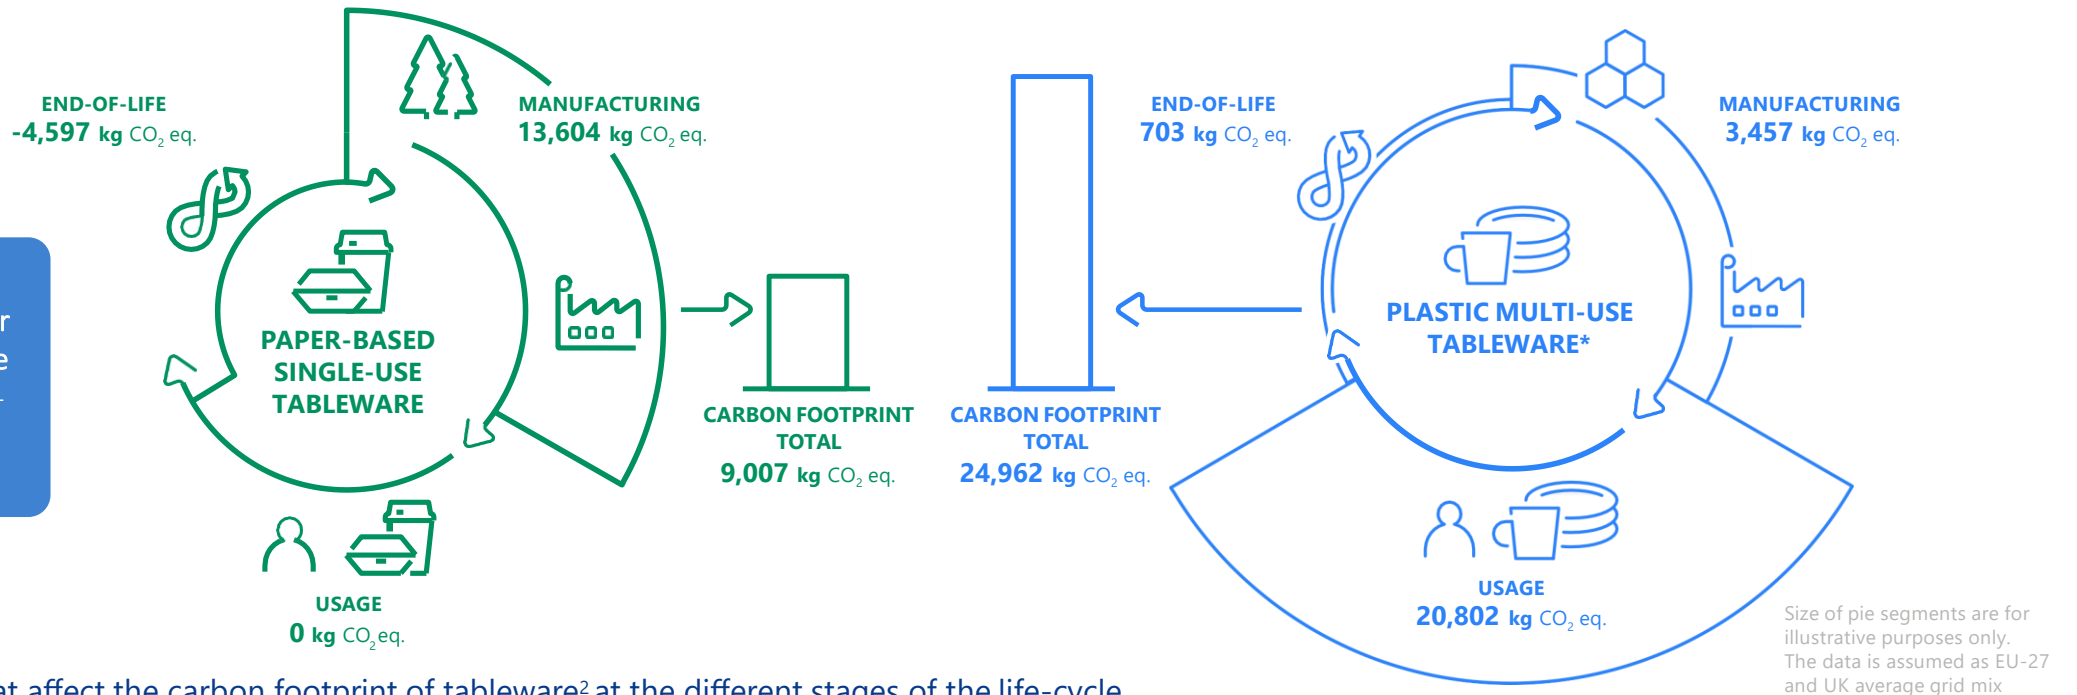 END-OF-LIFE
-4,597 kg CO2 eq.
MANUFACTURING
13,604 kg CO2 eq.
PAPER-BASED
SINGLE-USE
TABLEWARE
USAGE
0 kg CO2 eq.
CARBON FOOTPRINT
TOTAL
9,007 kg CO2 eq.
CARBON FOOTPRINT
TOTAL
24,962 kg CO2 eq.
END-OF-LIFE
703 kg CO2 eq.
MANUFACTURING
3,457 kg CO2 eq.
PLASTIC MULTI-USE
TABLEWARE*
USAGE
20,802 kg CO2 eq.
Size of pie segments are for
illustrative purposes only.
The data is assumed as EU-27
and UK average grid mix
affect the carbon footprint of tableware2 at the different stages of the life-cycle